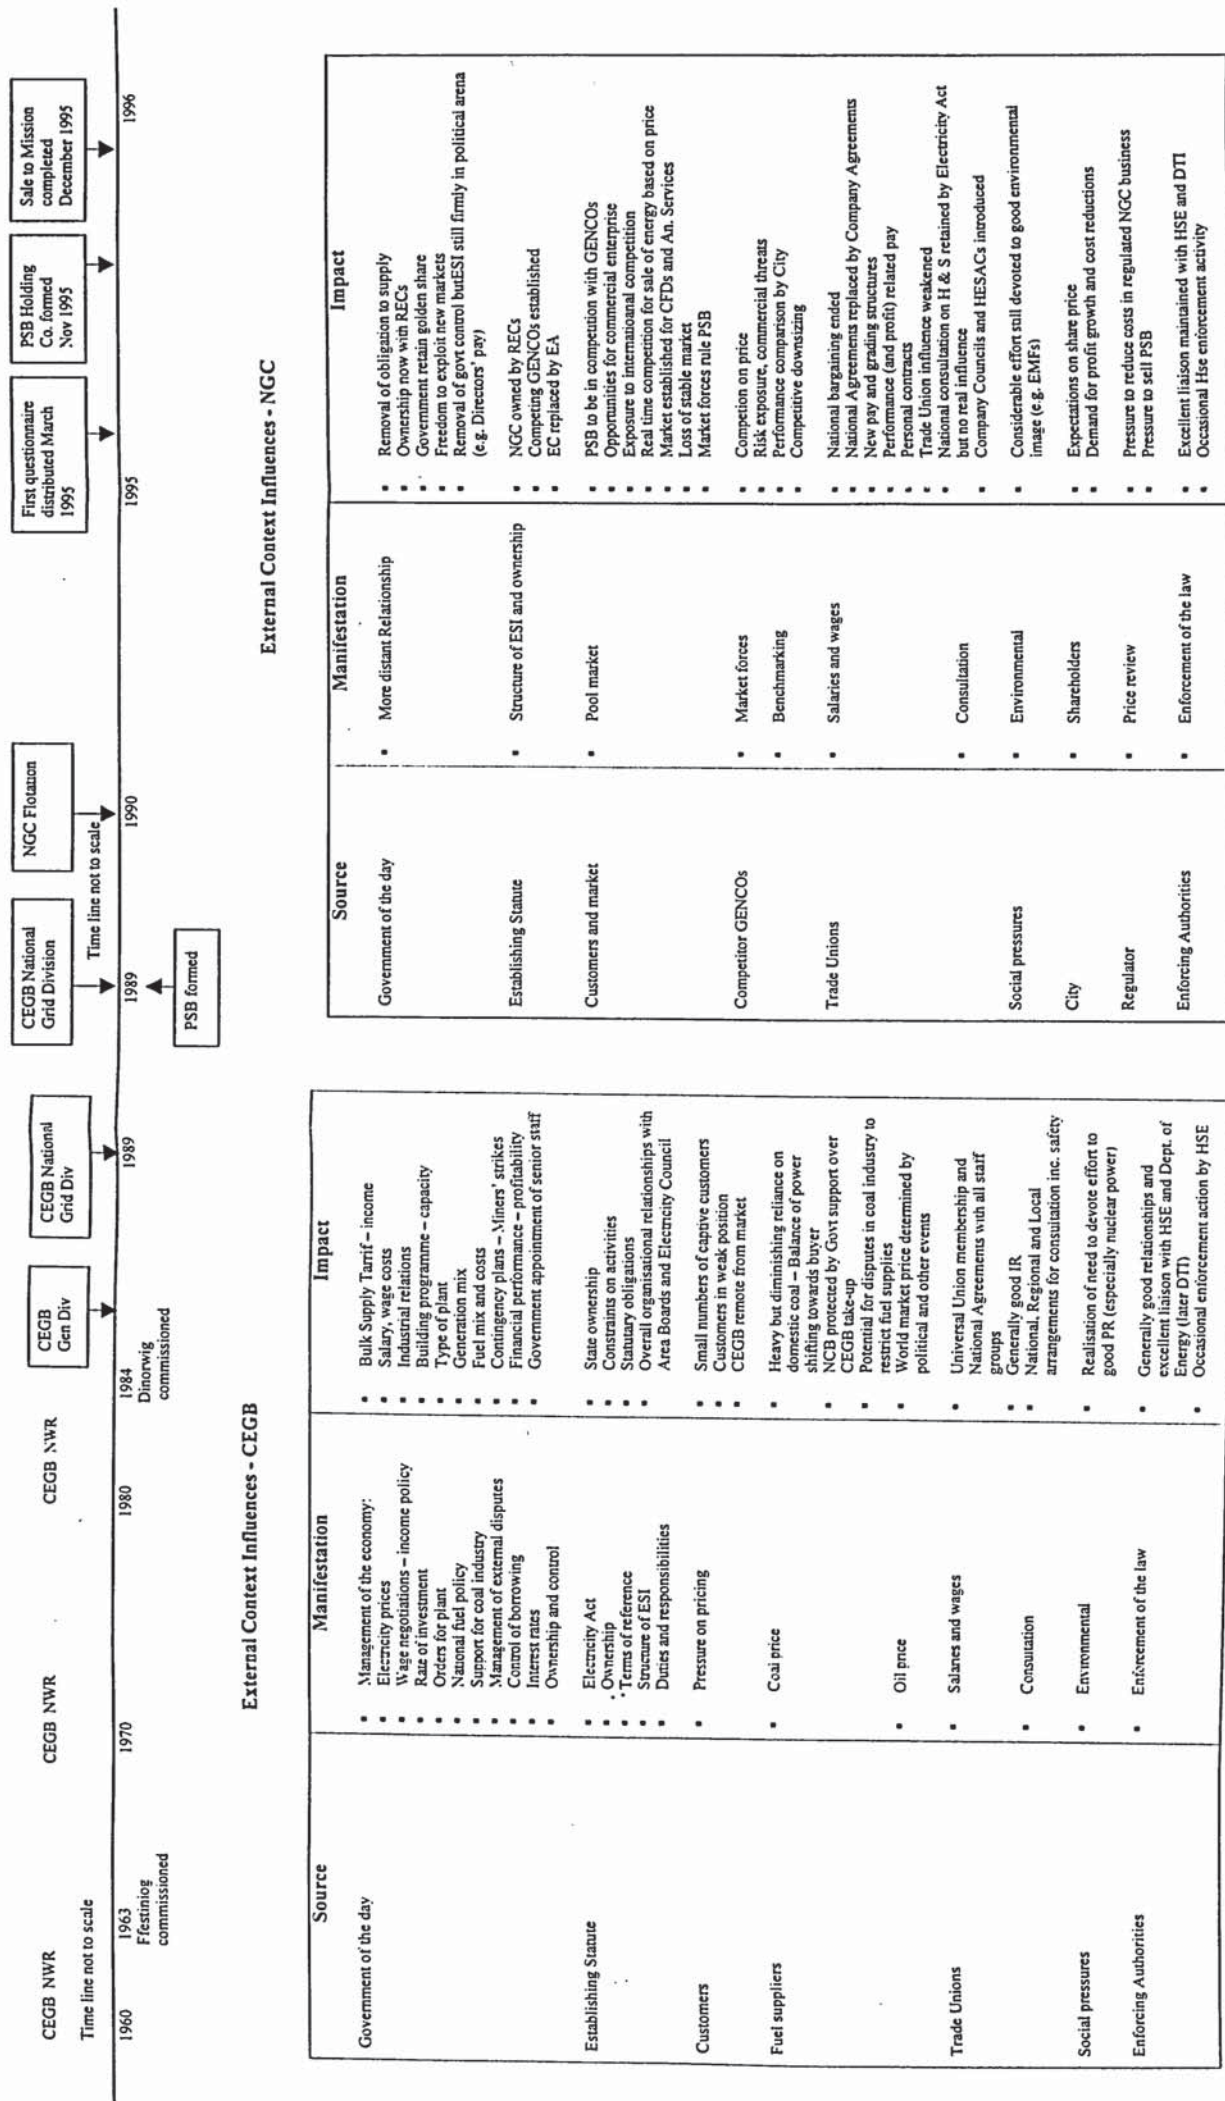 CEGB NWR
CEGB NWR
CEGB NWR
CEGB
Gen Div
CEGB National
Grid Div
CEGB National
Grid Division
NGC Flotation
First questionnaire
distributed March
1995
PSB Holding
Co. formed
Nov 1995
Sale to Mission
completed
December 1995
Time line not to scale
Time line not to scale
1960
1963
Ffestiniog
commissioned
1970
1980
1984
Dinorwig
commissioned
1989
1989
1990
1995
1996
PSB formed
External Context Influences - CEGB
Source
Manifestation
Impact
Government of the day
▪ Management of the economy:
▪ Electricity prices
▪ Wage negotiations – income policy
▪ Rate of investment
▪ Orders for plant
▪ National fuel policy
▪ Support for coal industry
▪ Management of external disputes
▪ Control of borrowing
▪ Interest rates
▪ Ownership and control
▪ Bulk Supply Tarrif – income
▪ Salary, wage costs
▪ Industrial relations
▪ Building programme – capacity
▪ Type of plant
▪ Generation mix
▪ Fuel mix and costs
▪ Contingency plans – Miners' strikes
▪ Financial performance – profitability
▪ Government appointment of senior staff
Establishing Statute
▪ Electricity Act
▪ Ownership
▪ Terms of reference
▪ Structure of ESI
▪ Duties and responsibilities
▪ State ownership
▪ Constraints on activities
▪ Statutary obligations
▪ Overall organisational relationships with
Area Boards and Electricity Council
Customers
▪ Pressure on pricing
▪ Small numbers of captive customers
▪ Customers in weak position
▪ CEGB remote from market
Fuel suppliers
▪ Coal price
▪ Heavy but diminishing reliance on
domestic coal – Balance of power
shifting towards buyer
▪ NCB protected by Govt support over
CEGB take-up
▪ Potential for disputes in coal industry to
restrict fuel supplies
▪ Oil price
▪ World market price determined by
political and other events
Trade Unions
▪ Salaries and wages
▪ Universal Union membership and
National Agreements with all staff
groups
▪ Generally good IR
▪ Consultation
▪ National, Regional and Local
arrangements for consultation inc. safety
Social pressures
▪ Environmental
▪ Realisation of need to devote effort to
good PR (especially nuclear power)
Enforcing Authorities
▪ Enforcement of the law
▪ Generally good relationships and
excellent liaison with HSE and Dept. of
Energy (later DTI)
▪ Occasional enforcement action by HSE
External Context Influences - NGC
Source
Manifestation
Impact
Government of the day
▪ More distant Relationship
▪ Removal of obligation to supply
▪ Ownership now with RECs
▪ Government retain golden share
▪ Freedom to exploit new markets
▪ Removal of govt control butESI still firmly in political arena
(e.g. Directors' pay)
Establishing Statute
▪ Structure of ESI and ownership
▪ NGC owned by RECs
▪ Competing GENCOs established
▪ EC replaced by EA
Customers and market
▪ Pool market
▪ PSB to be in competition with GENCOs
▪ Opportunities for commercial enterprise
▪ Exposure to internatioanal competition
▪ Real time competition for sale of energy based on price
▪ Market established for CFDs and An. Services
▪ Loss of stable market
▪ Market forces rule PSB
Competitor GENCOs
▪ Market forces
▪ Competion on price
▪ Risk exposure, commercial threats
▪ Benchmarking
▪ Performance comparison by City
▪ Competitive downsizing
Trade Unions
▪ Salaries and wages
▪ National bargaining ended
▪ National Agreements replaced by Company Agreements
▪ New pay and grading structures
▪ Performance (and profit) related pay
▪ Personal contracts
▪ Trade Union influence weakened
▪ Consultation
▪ National consultation on H & S retained by Electricity Act
but no real influence
▪ Company Councils and HESACs introduced
Social pressures
▪ Environmental
▪ Considerable effort sull devoted to good environmental
image (e.g. EMFs)
City
▪ Shareholders
▪ Expectations on share price
▪ Demand for profit growth and cost reductions
Regulator
▪ Price review
▪ Pressure to reduce costs in regulated NGC business
▪ Pressure to sell PSB
Enforcing Authorities
▪ Enforcement of the law
▪ Excellent liaison maintained with HSE and DTI
▪ Occasional Hse enforcement activity